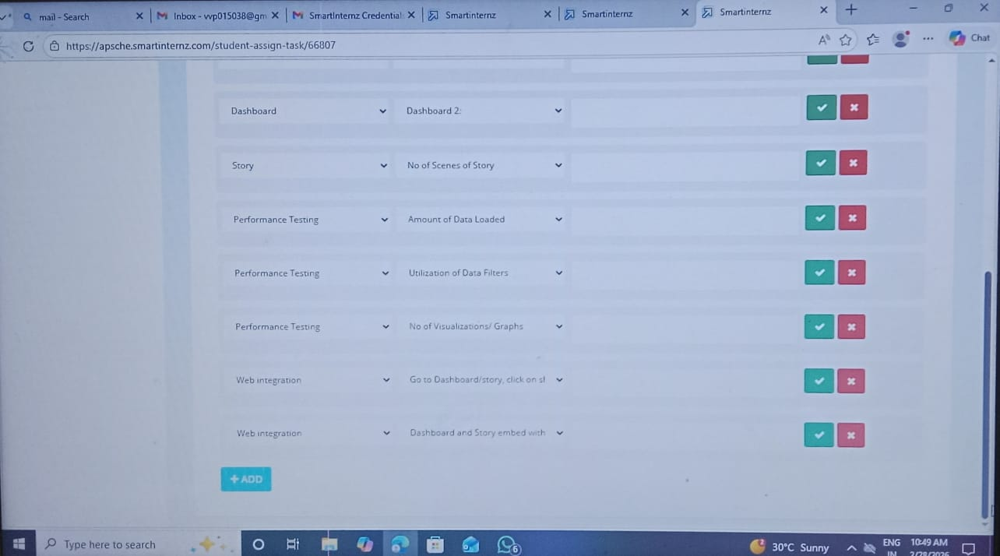 mail - Search
Inbox - vvp015038@gm
SmartInternz Credential
Smartinternz
Smartinternz
Smartinternz
https://apsche.smartinternz.com/student-assign-task/66807
Chat
Dashboard Dashboard 2:
Story No of Scenes of Story
Performance Testing Amount of Data Loaded
Performance Testing Utilization of Data Filters
Performance Testing No of Visualizations/ Graphs
Web integration Go to Dashboard/story, click on sh
Web integration Dashboard and Story embed with
+ ADD
Type here to search
6
2
30°C Sunny
ENG
IN
10:49 AM
2/28/2026